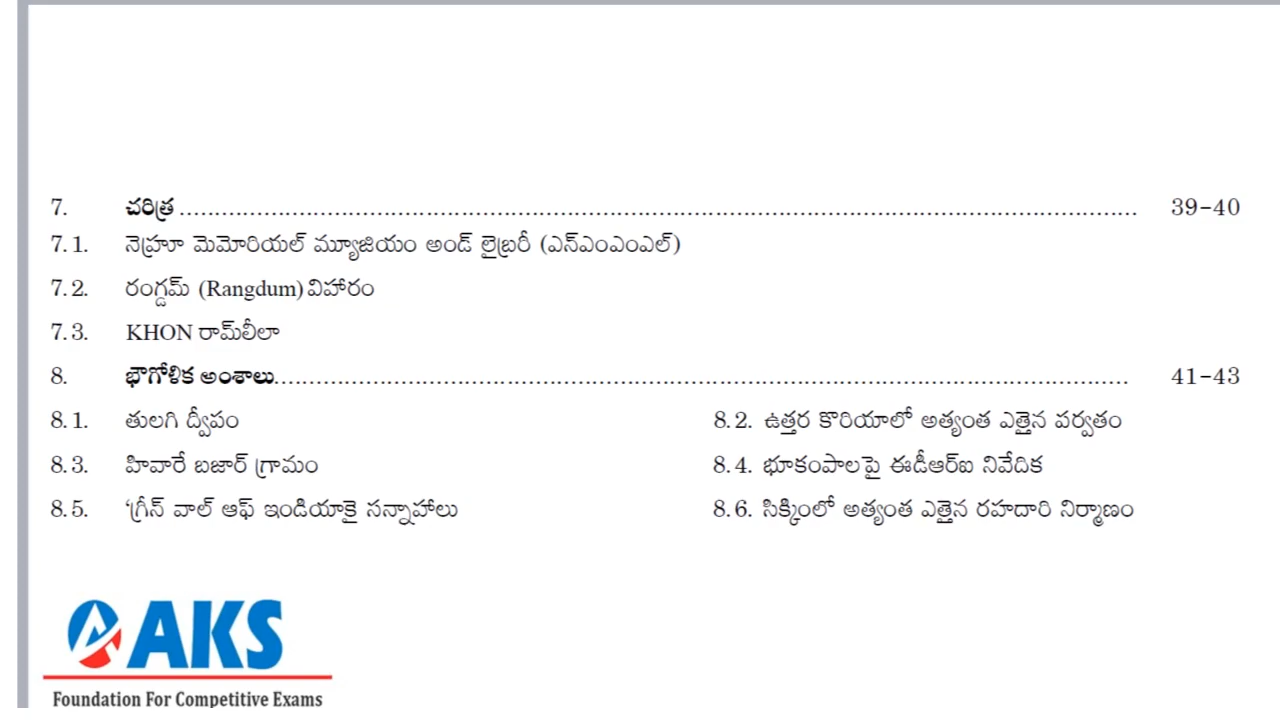 7. చరిత్ర ........................................................................................................................................ 39-40
7.1. నెహ్రూ మెమోరియల్ మ్యూజియం అండ్ లైబ్రరీ (ఎన్ఎంఎంఎల్)
7.2. రంగ్దమ్ (Rangdum) విహారం
7.3. KHON రామ్‌లీలా
8. భౌగోళిక అంశాలు........................................................................................................................ 41-43
8.1. తులగి ద్వీపం 8.2. ఉత్తర కొరియాలో అత్యంత ఎత్తైన పర్వతం
8.3. హివారే బజార్ గ్రామం 8.4. భూకంపాలపై ఈడీఆర్ఐ నివేదిక
8.5. ‘గ్రీన్ వాల్ ఆఫ్ ఇండియాకై సన్నాహాలు 8.6. సిక్కింలో అత్యంత ఎత్తైన రహదారి నిర్మాణం
AKS
Foundation For Competitive Exams